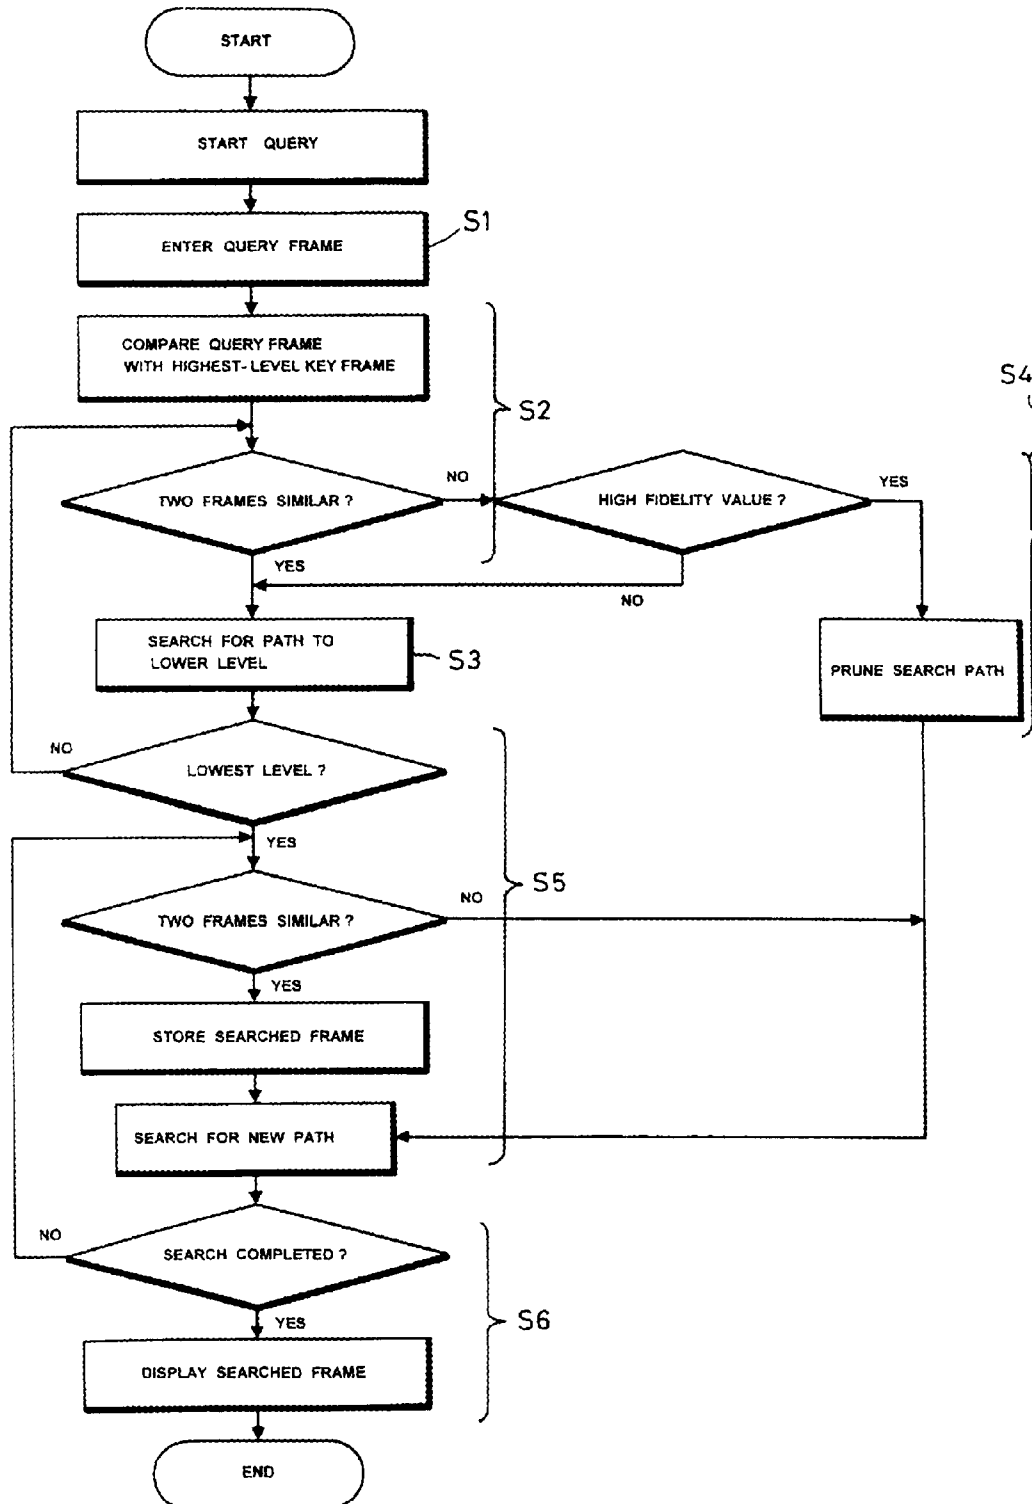 START
START QUERY
ENTER QUERY FRAME
S1
COMPARE QUERY FRAME
WITH HIGHEST-LEVEL KEY FRAME
S2
S4
TWO FRAMES SIMILAR ?
NO
HIGH FIDELITY VALUE ?
YES
YES
NO
SEARCH FOR PATH TO
LOWER LEVEL
S3
PRUNE SEARCH PATH
NO
LOWEST LEVEL ?
YES
S5
TWO FRAMES SIMILAR ?
NO
YES
STORE SEARCHED FRAME
SEARCH FOR NEW PATH
NO
SEARCH COMPLETED ?
YES
S6
DISPLAY SEARCHED FRAME
END